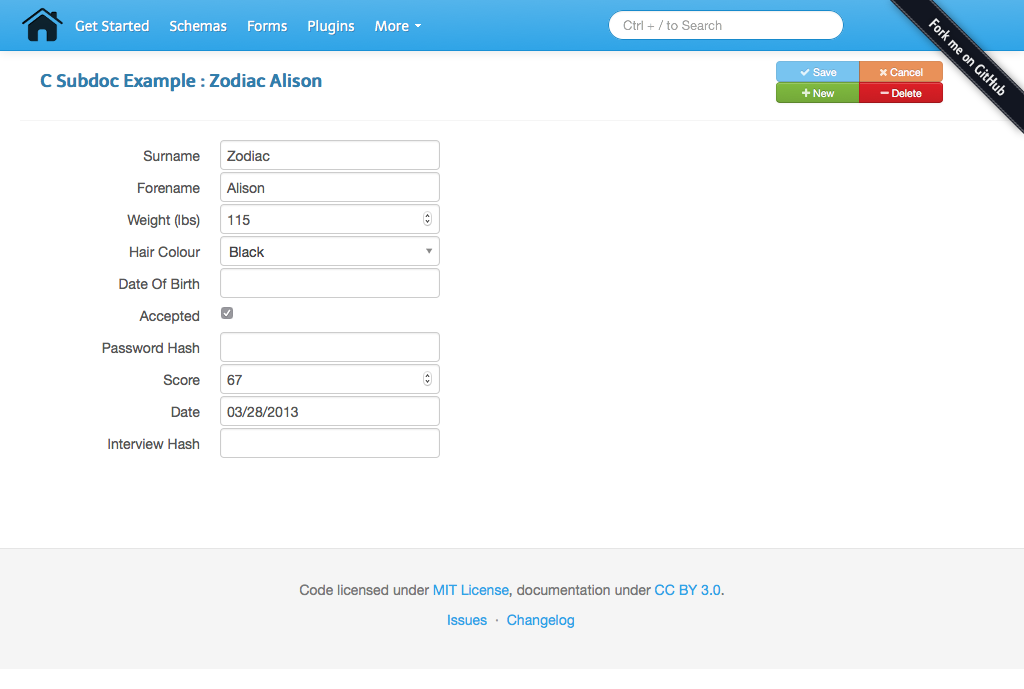 Get Started Schemas Forms Plugins More Ctrl + / to Search
Fork me on GitHub
C Subdoc Example : Zodiac Alison
Save Cancel
New Delete
Surname Zodiac
Forename Alison
Weight (lbs) 115
Hair Colour Black
Date Of Birth
Accepted
Password Hash
Score 67
Date 03/28/2013
Interview Hash
Code licensed under MIT License, documentation under CC BY 3.0.
Issues · Changelog